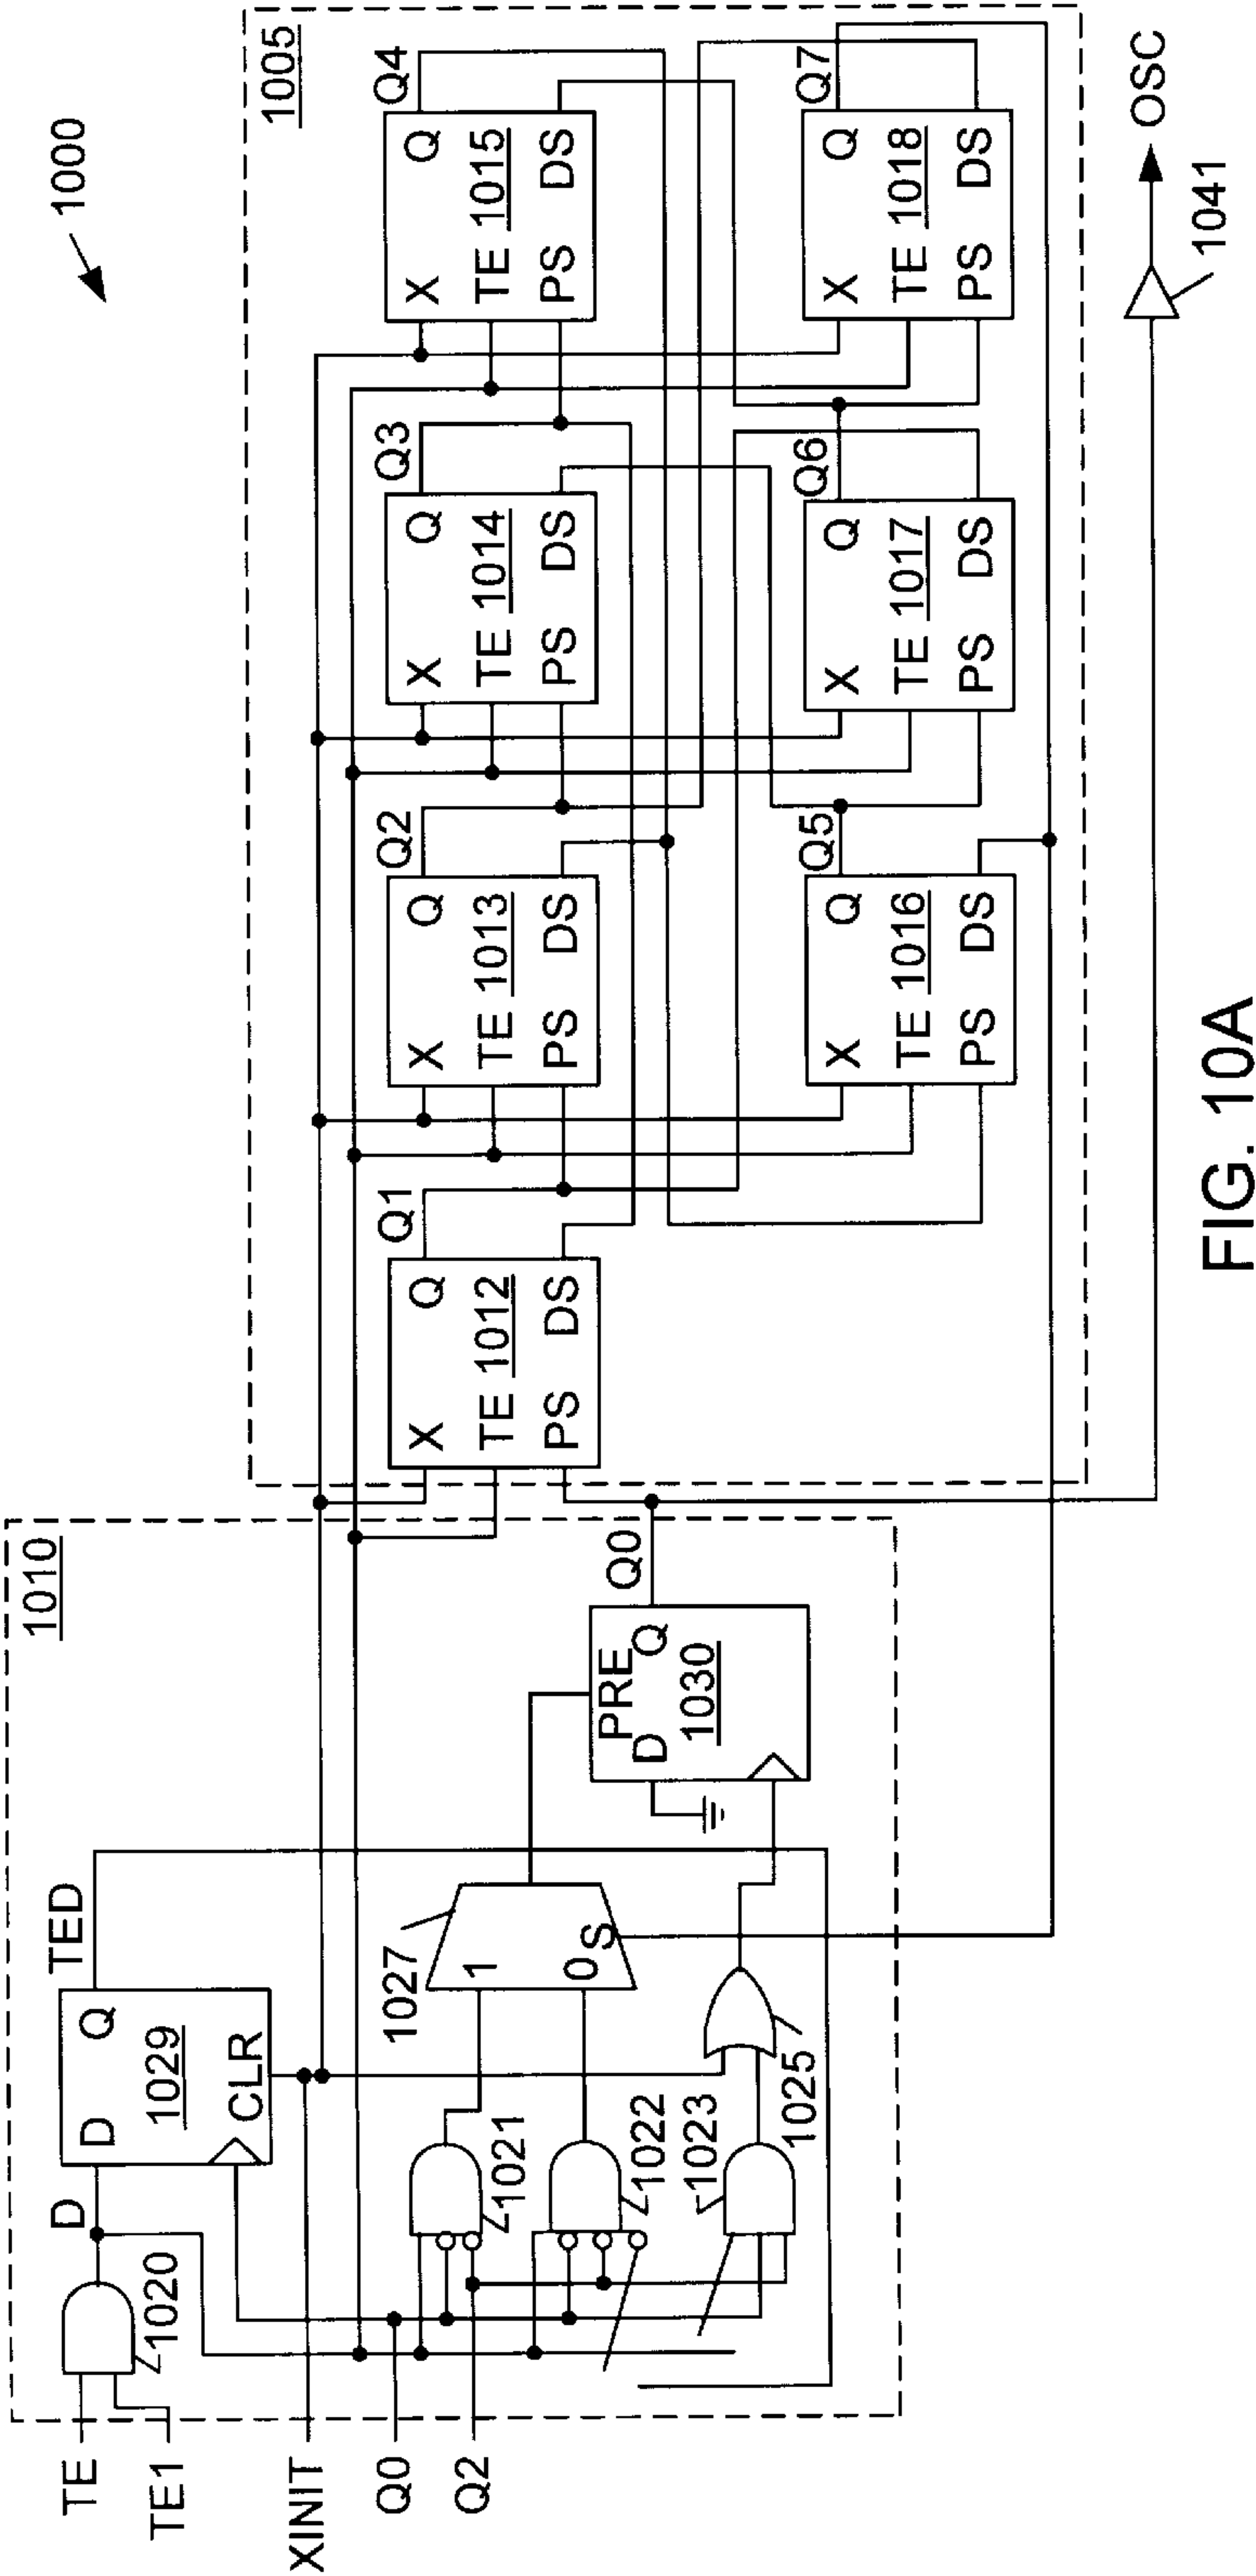 1000
1005
Q4
X Q
TE 1015
PS DS
Q3
X Q
TE 1014
PS DS
Q2
X Q
TE 1013
PS DS
Q1
X Q
TE 1012
PS DS
Q7
X Q
TE 1018
PS DS
Q6
X Q
TE 1017
PS DS
Q5
X Q
TE 1016
PS DS
OSC
1041
1010
TED
D
D Q
1029
CLR
1020
TE
TE1
XINIT
Q0
Q2
1021
1022
1023
1025
1027
1
0
S
PRE
D Q
1030
Q0
FIG. 10A